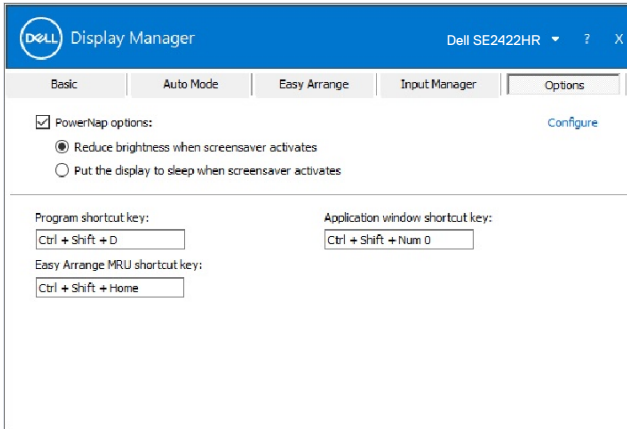 DELL Display Manager Dell SE2422HR ? X
Basic Auto Mode Easy Arrange Input Manager Options
PowerNap options: Configure
Reduce brightness when screensaver activates
Put the display to sleep when screensaver activates
Program shortcut key: Application window shortcut key:
Ctrl + Shift + D Ctrl + Shift + Num 0
Easy Arrange MRU shortcut key:
Ctrl + Shift + Home